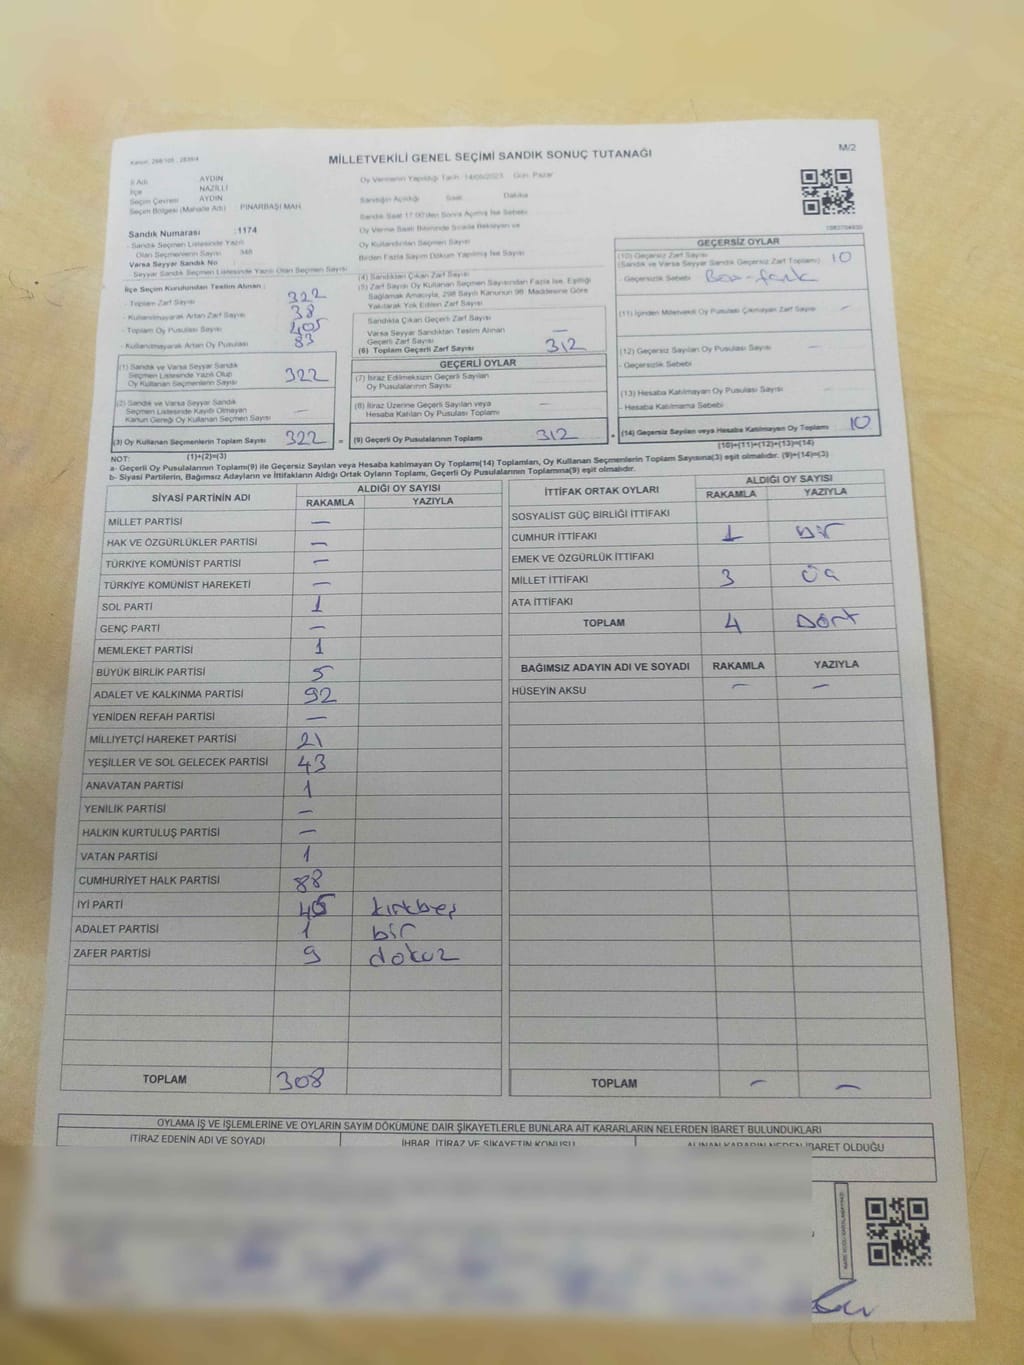 Kanun: 298/105 ; 2839/4
MİLLETVEKİLİ GENEL SEÇİMİ SANDIK SONUÇ TUTANAĞI
M/2
İl Adı AYDIN
İlçe NAZİLLİ
Seçim Çevresi AYDIN
Seçim Bölgesi (Mahalle Adı) PINARBAŞI MAH.
Sandık Numarası : 1174
- Sandık Seçmen Listesinde Yazılı
Olan Seçmenlerin Sayısı 348
Varsa Seyyar Sandık No
- Seyyar Sandık Seçmen Listesinde Yazılı Olan Seçmen Sayısı
Oy Vermenin Yapıldığı Tarih: 14/05/2023 Gün: Pazar
Sandığın Açıldığı Saat: Dakika
Sandık Saat 17:00'den Sonra Açılmış İse Sebebi
Oy Verme Saati Bitiminde Sırada Bekleyen ve
Oy Kullandırılan Seçmen Sayısı
Birden Fazla Sayım Döküm Yapılmış İse Sayısı
İlçe Seçim Kurulundan Teslim Alınan :
- Toplam Zarf Sayısı 322
- Kullanılmayarak Artan Zarf Sayısı 38
- Toplam Oy Pusulası Sayısı 405
- Kullanılmayarak Artan Oy Pusulası 83
(4) Sandıktan Çıkan Zarf Sayısı
(5) Zarf Sayısı Oy Kullanan Seçmen Sayısından Fazla İse, Eşitliği
Sağlamak Amacıyla, 298 Sayılı Kanunun 98. Maddesine Göre
Yakılarak Yok Edilen Zarf Sayısı
Sandıkta Çıkan Geçerli Zarf Sayısı
Varsa Seyyar Sandıktan Teslim Alınan
Geçerli Zarf Sayısı —
(6) Toplam Geçerli Zarf Sayısı 312
GEÇERSİZ OYLAR
(10) Geçersiz Zarf Sayısı
(Sandık ve Varsa Seyyar Sandık Geçersiz Zarf Toplamı) 10
- Geçersizlik Sebebi
(11) İçinden Milletvekili Oy Pusulası Çıkmayan Zarf Sayısı —
(12) Geçersiz Sayılan Oy Pusulası Sayısı —
- Geçersizlik Sebebi
(13) Hesaba Katılmayan Oy Pusulası Sayısı
- Hesaba Katılmama Sebebi
(14) Geçersiz Sayılan veya Hesaba Katılmayan Oy Toplamı 10
(10)+(11)+(12)+(13)=(14)
(1) Sandık ve Varsa Seyyar Sandık
Seçmen Listesinde Yazılı Olup
Oy Kullanan Seçmenlerin Sayısı 322
(2) Sandık ve Varsa Seyyar Sandık
Seçmen Listesinde Kayıtlı Olmayan
Kanun Gereği Oy Kullanan Seçmen Sayısı —
(3) Oy Kullanan Seçmenlerin Toplam Sayısı 322 =
(1)+(2)=(3)
GEÇERLİ OYLAR
(7) İtiraz Edilmeksizin Geçerli Sayılan
Oy Pusulalarının Sayısı
(8) İtiraz Üzerine Geçerli Sayılan veya
Hesaba Katılan Oy Pusulası Toplamı —
(9) Geçerli Oy Pusulalarının Toplamı 312 +
NOT:
a- Geçerli Oy Pusulalarının Toplamı(9) ile Geçersiz Sayılan veya Hesaba katılmayan Oy Toplamı(14) Toplamları, Oy Kullanan Seçmenlerin Toplam Sayısına(3) eşit olmalıdır. (9)+(14)=(3)
b- Siyasi Partilerin, Bağımsız Adayların ve İttifakların Aldığı Ortak Oyların Toplamı, Geçerli Oy Pusulalarının Toplamına(9) eşit olmalıdır.
SİYASİ PARTİNİN ADI
ALDIĞI OY SAYISI
RAKAMLA YAZIYLA
MİLLET PARTİSİ —
HAK VE ÖZGÜRLÜKLER PARTİSİ —
TÜRKİYE KOMÜNİST PARTİSİ —
TÜRKİYE KOMÜNİST HAREKETİ —
SOL PARTİ 1
GENÇ PARTİ —
MEMLEKET PARTİSİ 1
BÜYÜK BİRLİK PARTİSİ 5
ADALET VE KALKINMA PARTİSİ 92
YENİDEN REFAH PARTİSİ —
MİLLİYETÇİ HAREKET PARTİSİ 21
YEŞİLLER VE SOL GELECEK PARTİSİ 43
ANAVATAN PARTİSİ 1
YENİLİK PARTİSİ —
HALKIN KURTULUŞ PARTİSİ —
VATAN PARTİSİ 1
CUMHURİYET HALK PARTİSİ 88
İYİ PARTİ 45 kırkbeş
ADALET PARTİSİ 1 bir
ZAFER PARTİSİ 9 dokuz
TOPLAM 308
İTTİFAK ORTAK OYLARI
ALDIĞI OY SAYISI
RAKAMLA YAZIYLA
SOSYALİST GÜÇ BİRLİĞİ İTTİFAKI
CUMHUR İTTİFAKI 1 bir
EMEK VE ÖZGÜRLÜK İTTİFAKI
MİLLET İTTİFAKI 3 üç
ATA İTTİFAKI
TOPLAM 4 Dört
BAĞIMSIZ ADAYIN ADI VE SOYADI RAKAMLA YAZIYLA
HÜSEYİN AKSU — —
TOPLAM — —
OYLAMA İŞ VE İŞLEMLERİNE VE OYLARIN SAYIM DÖKÜMÜNE DAİR ŞİKAYETLERLE BUNLARA AİT KARARLARIN NELERDEN İBARET BULUNDUKLARI
İTİRAZ EDENİN ADI VE SOYADI
İHBAR, İTİRAZ VE ŞİKAYETİN KONUSU
ALINAN KARARIN NEDEN İBARET OLDUĞU